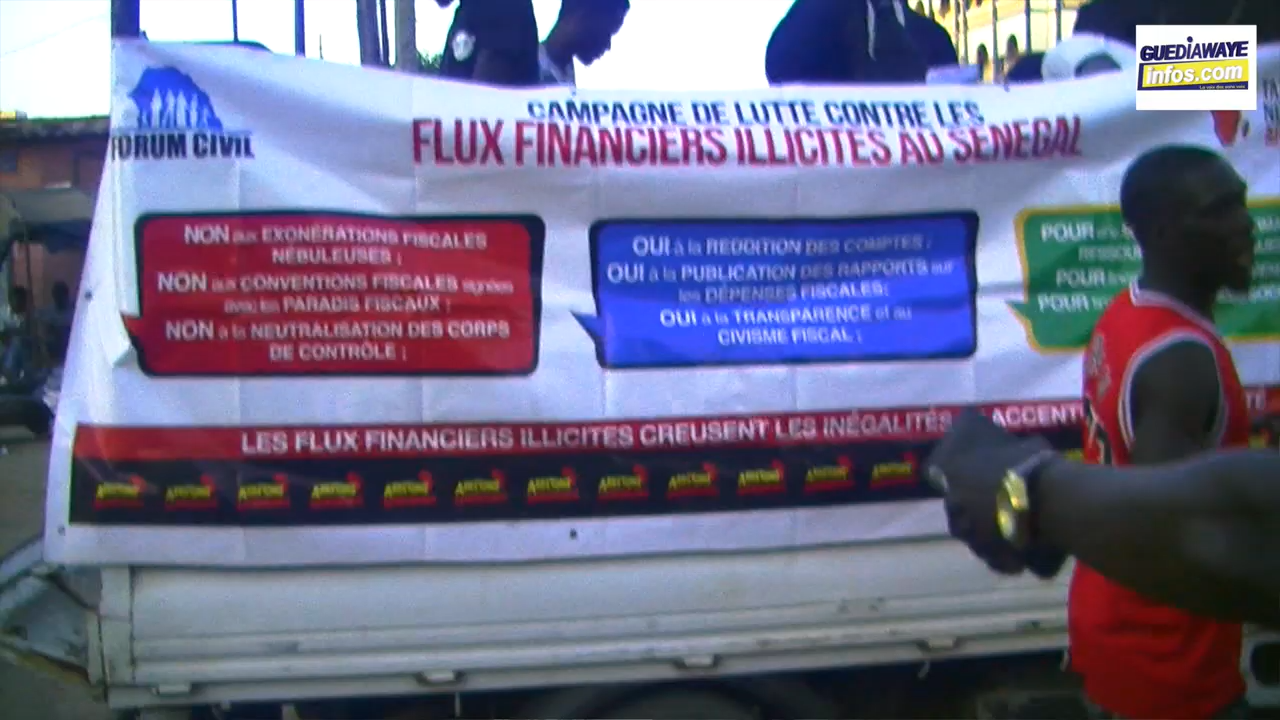 GUEDIAWAYE
infos.com
CAMPAGNE DE LUTTE CONTRE LES
FLUX FINANCIERS ILLICITES AU SENEGAL
FORUM CIVIL
NON aux EXONÉRATIONS FISCALES
NÉBULEUSES ;
NON aux CONVENTIONS FISCALES signées
avec les PARADIS FISCAUX ;
NON à la NEUTRALISATION DES CORPS
DE CONTRÔLE ;
OUI à la REDDITION DES COMPTES ;
OUI à la PUBLICATION DES RAPPORTS sur
les DÉPENSES FISCALES;
OUI à la TRANSPARENCE et au
CIVISME FISCAL ;
POUR
POUR
POUR
LES FLUX FINANCIERS ILLICITES CREUSENT LES INÉGALITÉS